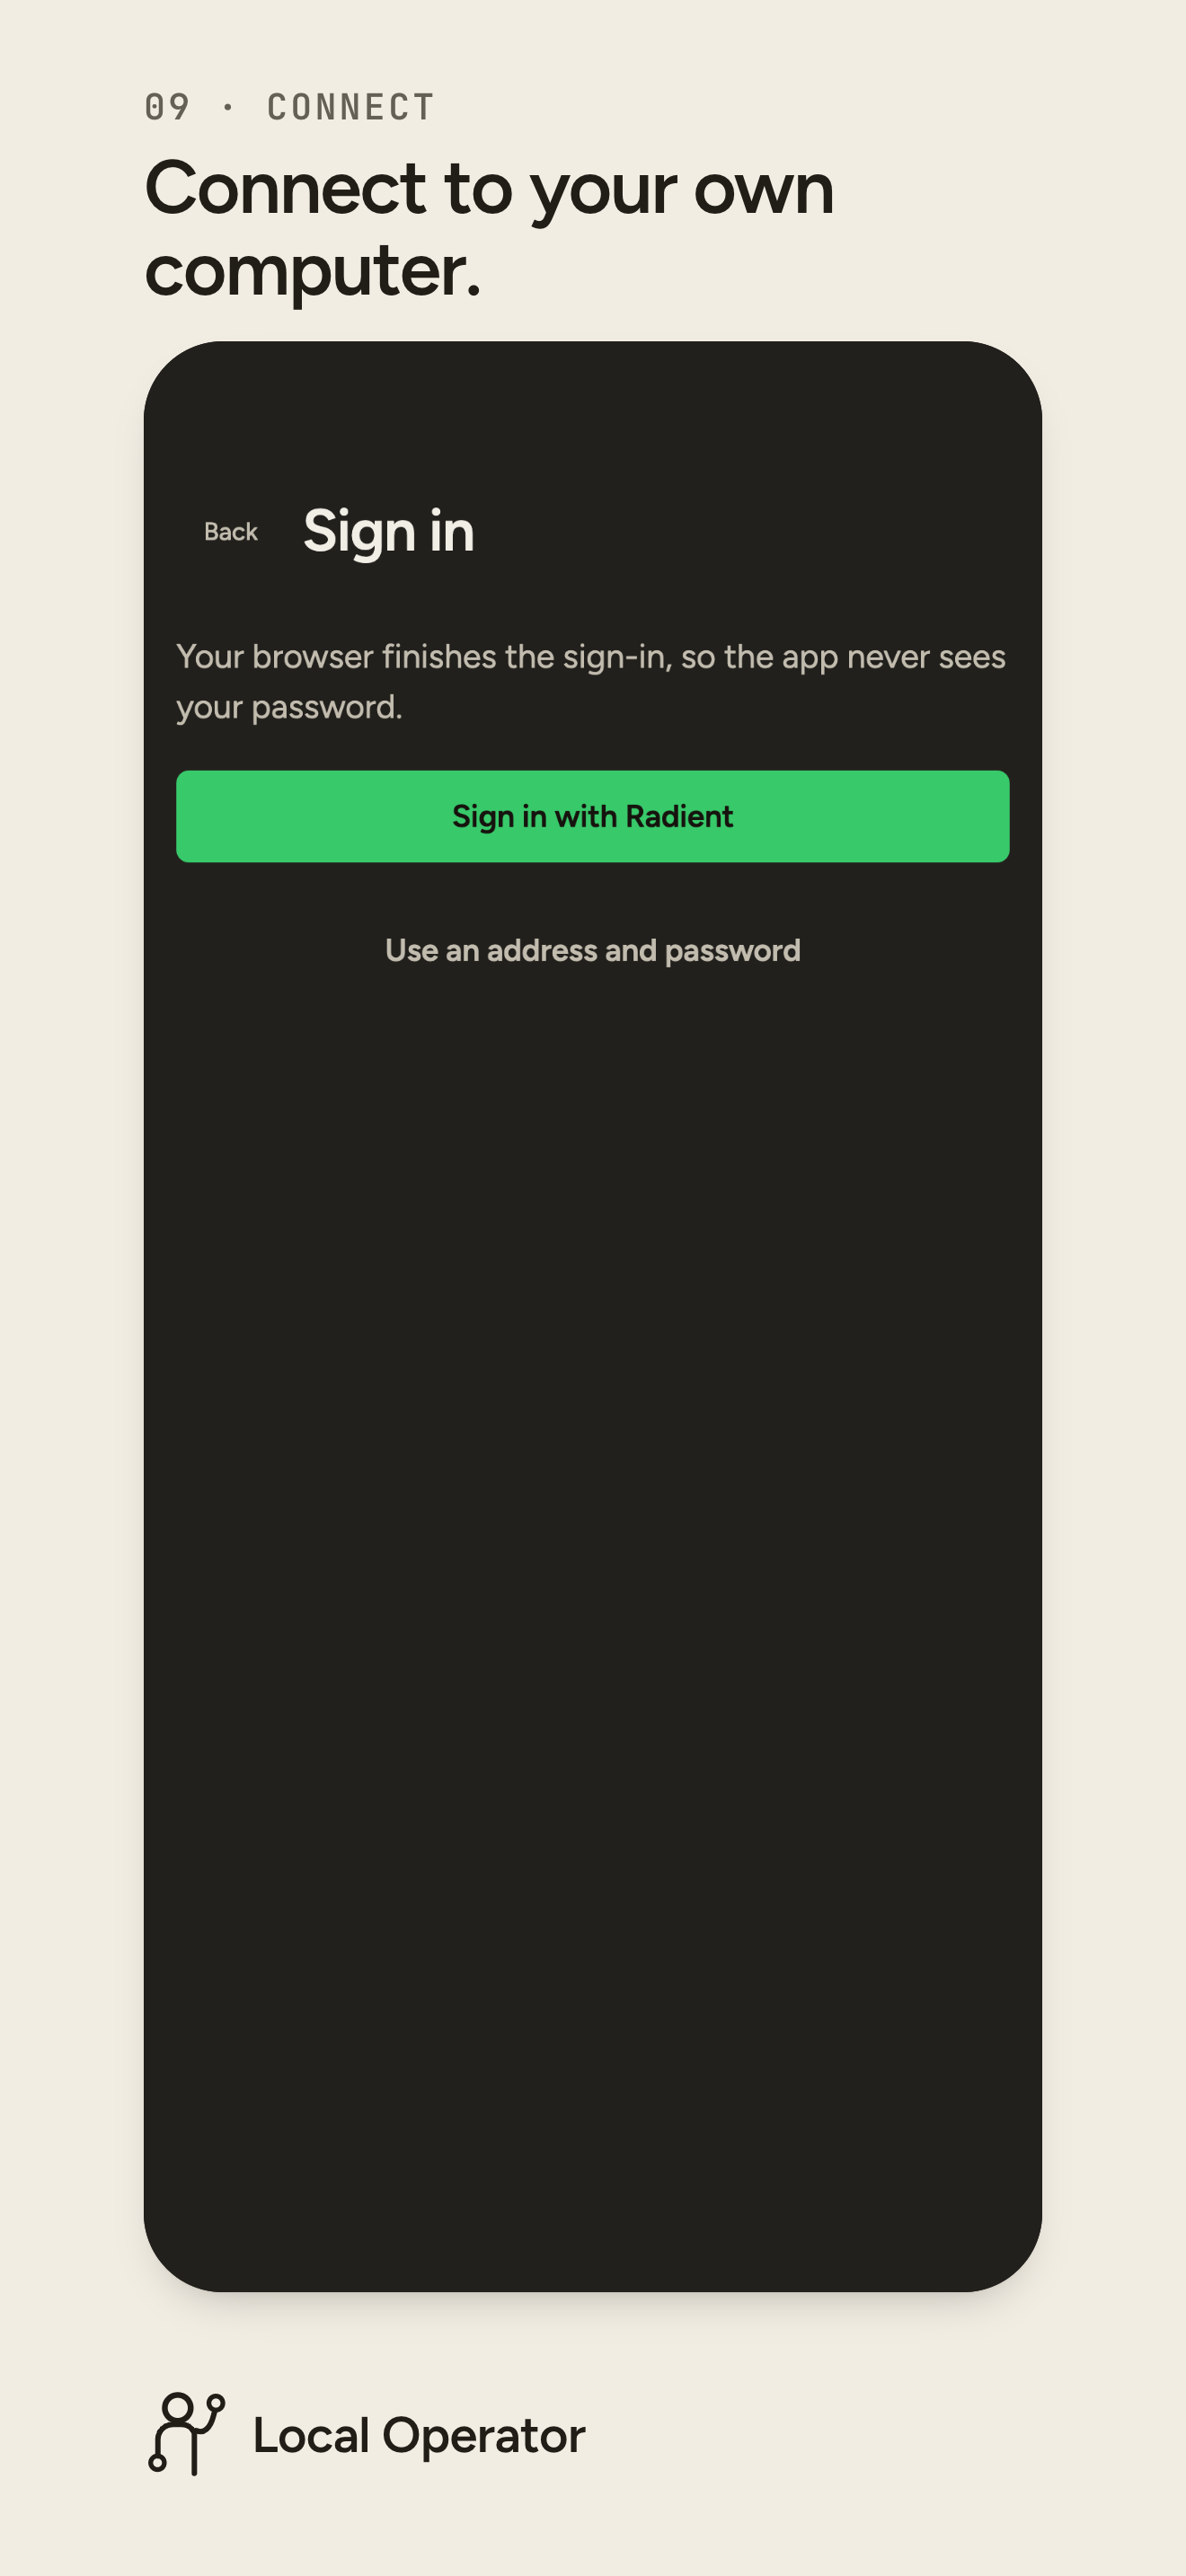 09 · CONNECT
Connect to your own
computer.
Back
Sign in
Your browser finishes the sign-in, so the app never sees
your password.
Sign in with Radient
Use an address and password
Local Operator